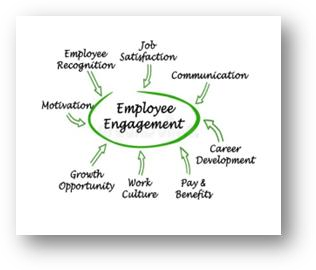 Job
Satisfaction
Employee
Recognition
Communication
Motivation
Employee
Engagement
Career
Development
Growth
Opportunity
Work
Culture
Pay &
Benefits